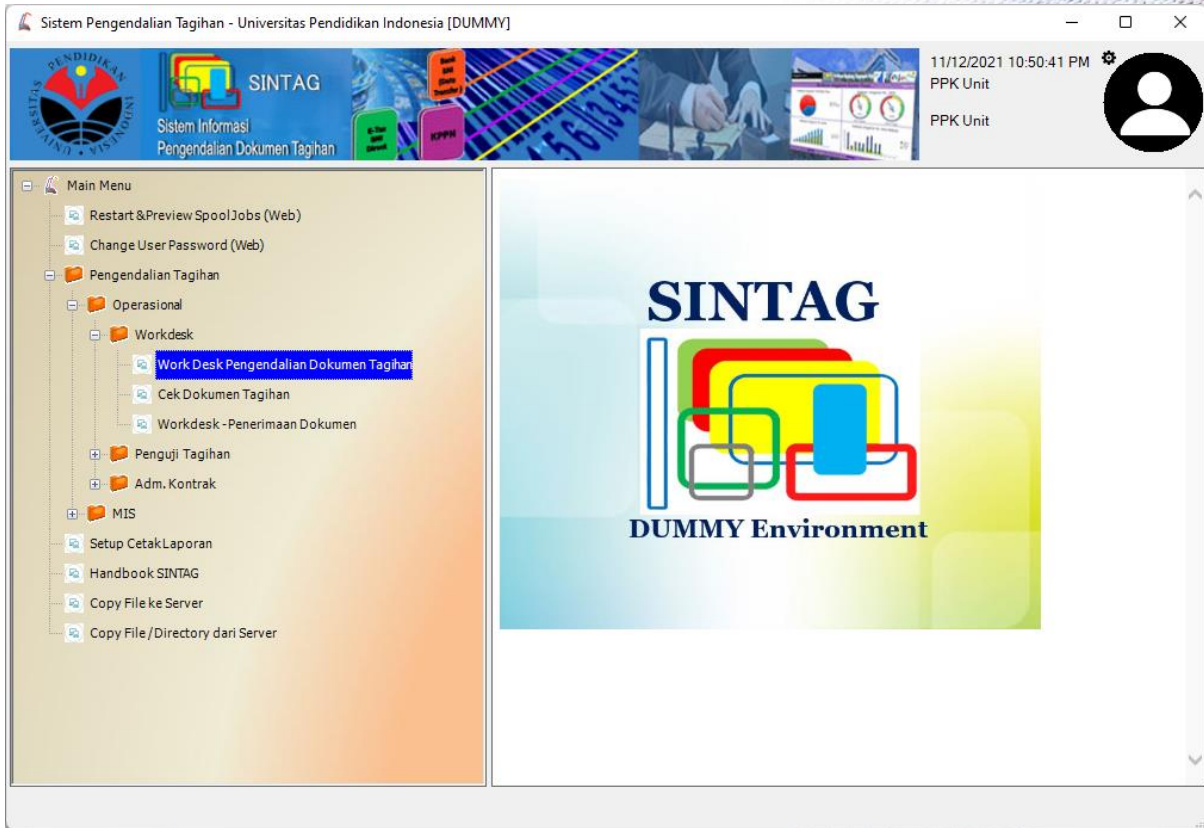 Sistem Pengendalian Tagihan - Universitas Pendidikan Indonesia [DUMMY]
UNIVERSITAS PENDIDIKAN INDONESIA
SINTAG
Sistem Informasi
Pengendalian Dokumen Tagihan
KPPN
11/12/2021 10:50:41 PM
PPK Unit
PPK Unit
Main Menu
Restart &Preview Spool Jobs (Web)
Change User Password (Web)
Pengendalian Tagihan
Operasional
Workdesk
Work Desk Pengendalian Dokumen Tagihan
Cek Dokumen Tagihan
Workdesk - Penerimaan Dokumen
Penguji Tagihan
Adm. Kontrak
MIS
Setup Cetak Laporan
Handbook SINTAG
Copy File ke Server
Copy File / Directory dari Server
SINTAG
DUMMY Environment